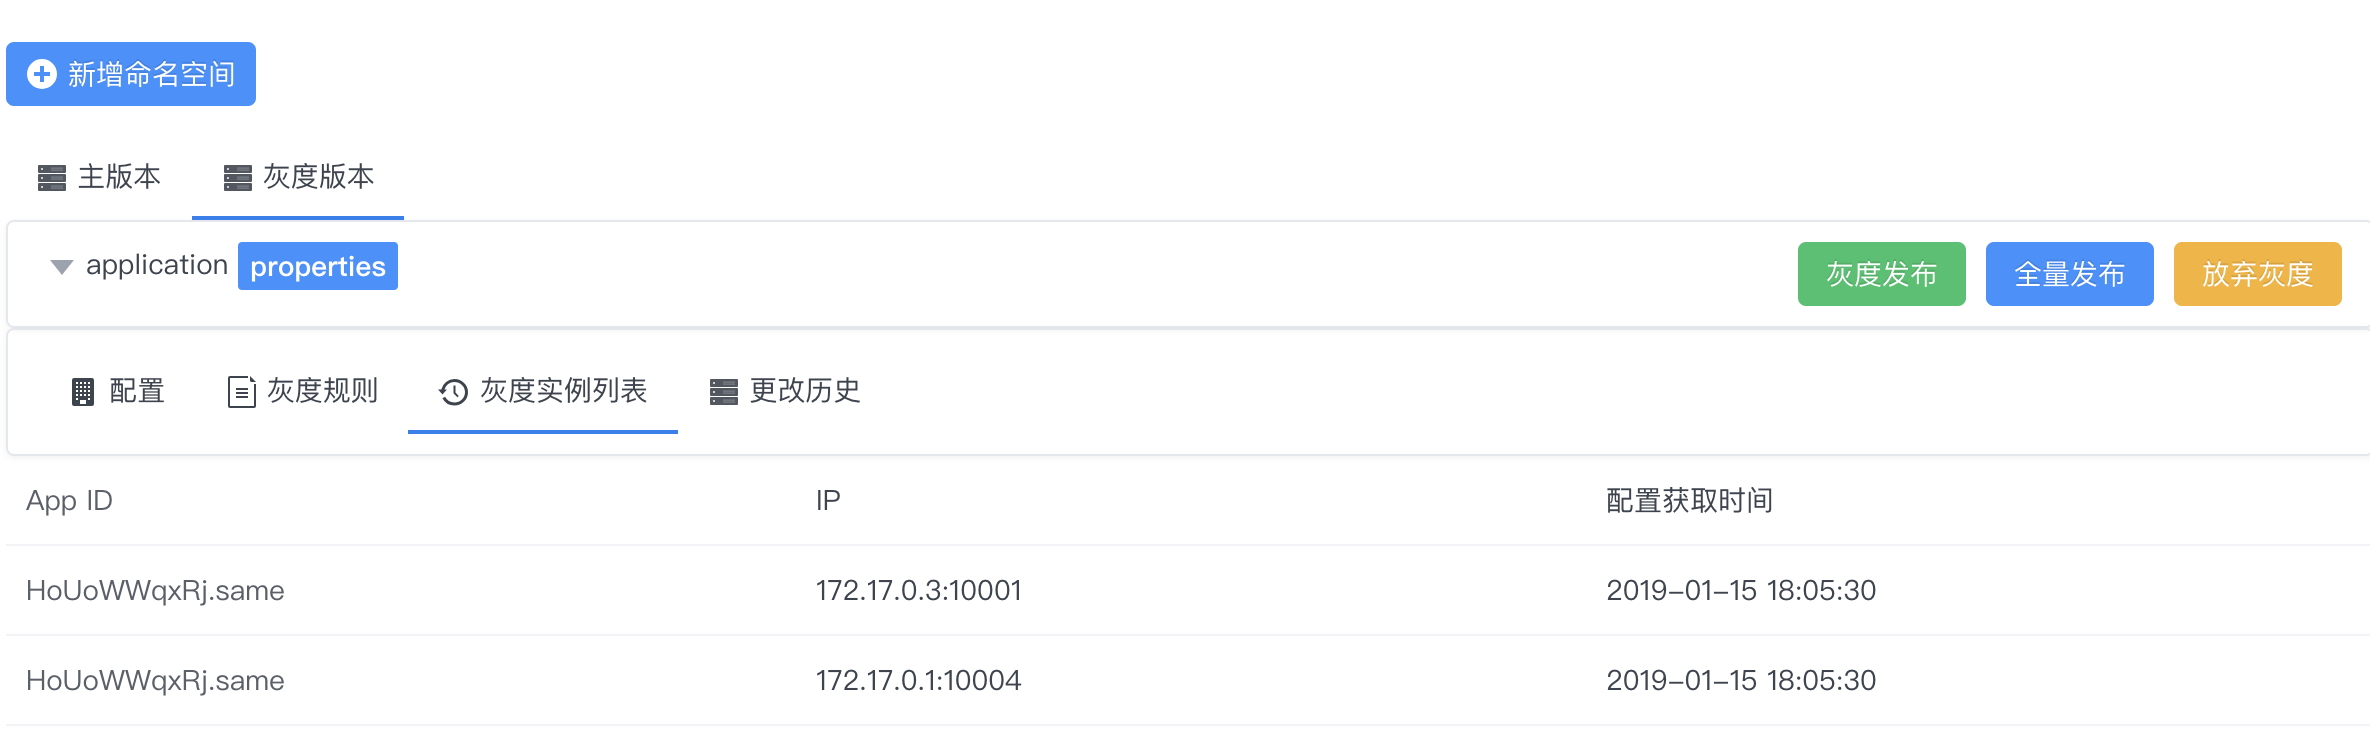 新增命名空间
主版本 灰度版本
application properties 灰度发布 全量发布 放弃灰度
配置 灰度规则 灰度实例列表 更改历史
App ID IP 配置获取时间
HoUoWWqxRj.same 172.17.0.3:10001 2019-01-15 18:05:30
HoUoWWqxRj.same 172.17.0.1:10004 2019-01-15 18:05:30